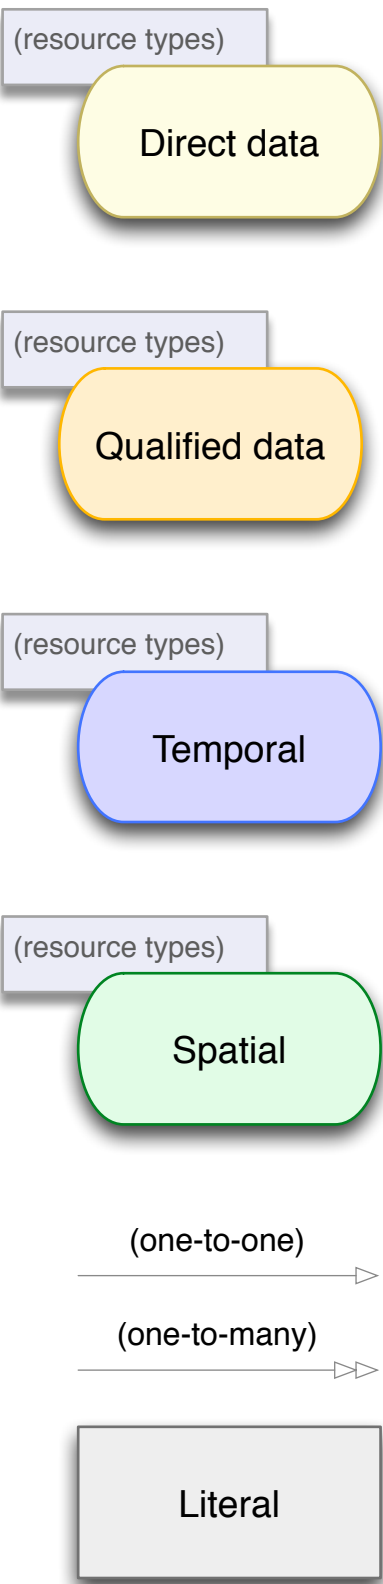 (resource types)
Direct data
(resource types)
Qualified data
(resource types)
Temporal
(resource types)
Spatial
(one-to-one)
(one-to-many)
Literal